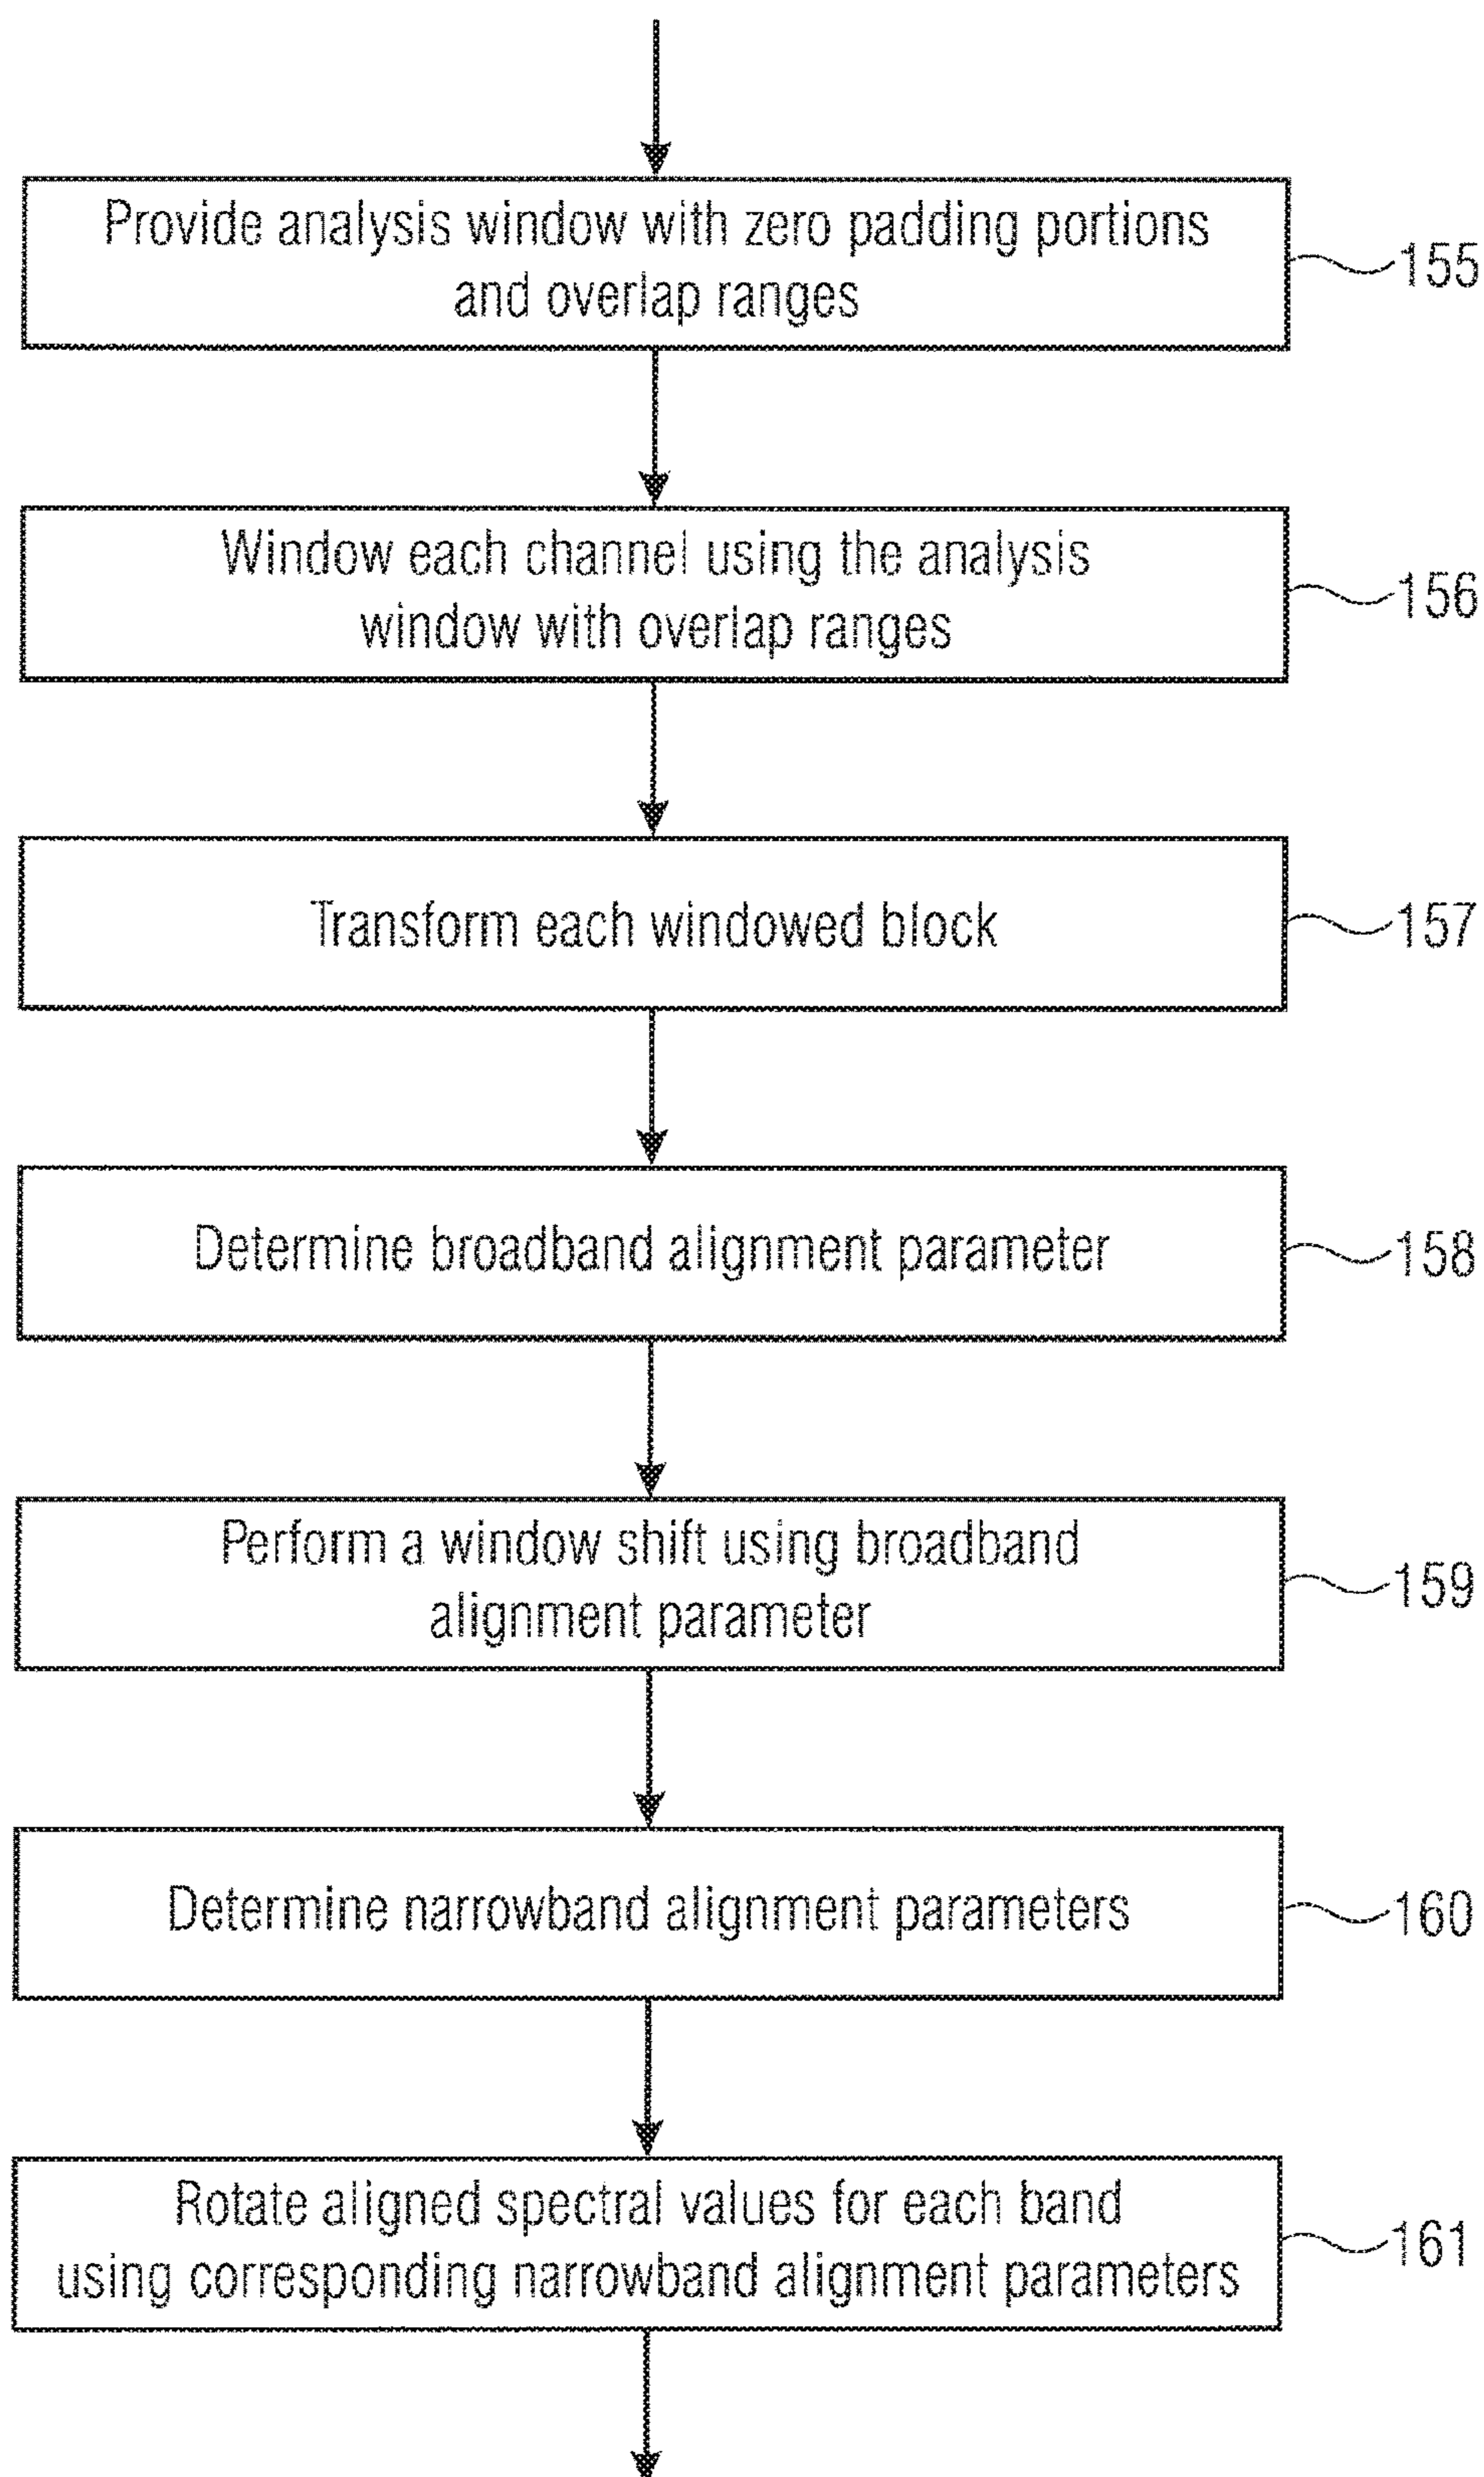 Provide analysis window with zero padding portions
and overlap ranges
155
Window each channel using the analysis
window with overlap ranges
156
Transform each windowed block
157
Determine broadband alignment parameter
158
Perform a window shift using broadband
alignment parameter
159
Determine narrowband alignment parameters
160
Rotate aligned spectral values for each band
using corresponding narrowband alignment parameters
161